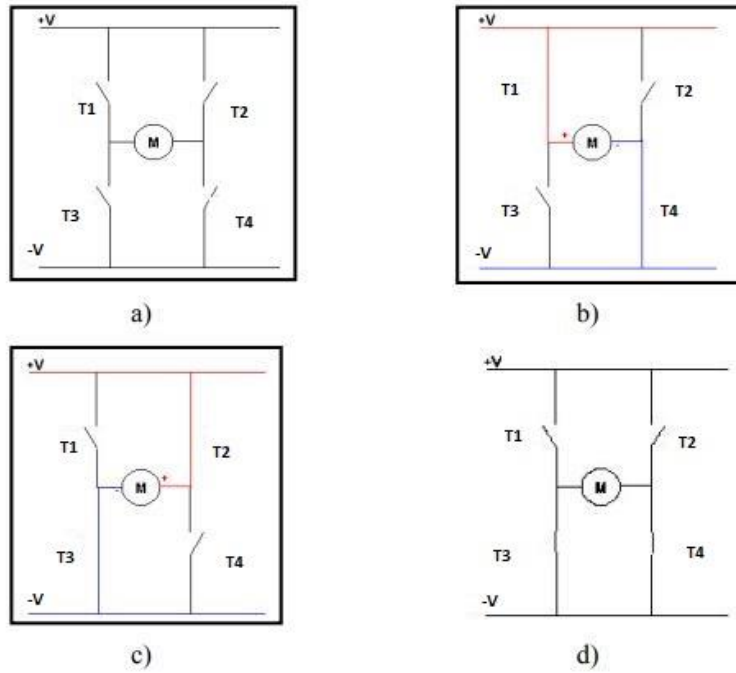 +V
T1
T2
M
T3
T4
-V
a)
+V
T1
T2
+ M -
T3
T4
-V
b)
+V
T1
T2
- M +
T3
T4
-V
c)
+V
T1
T2
M
T3
T4
-V
d)